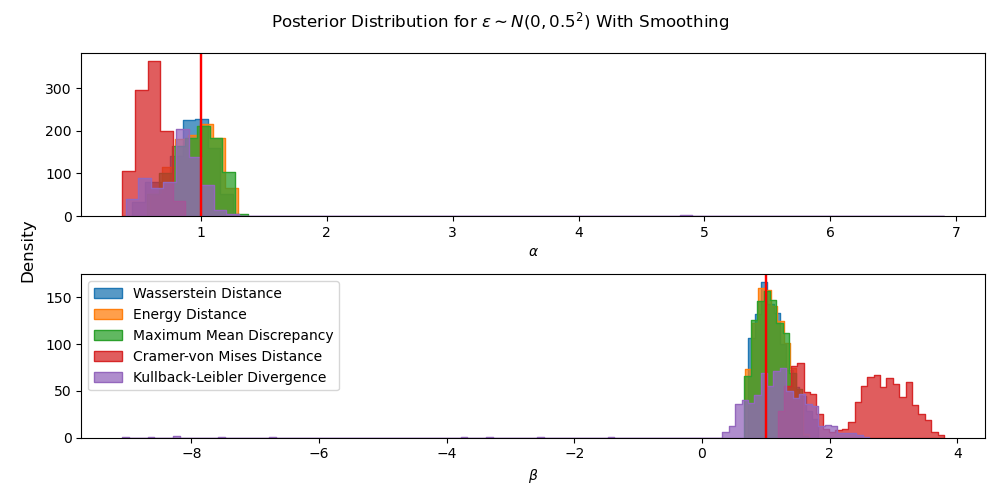 Posterior Distribution for ε ∼ N(0, 0.5²) With Smoothing
300
200
100
0
1
2
3
4
5
6
7
α
Density
150
100
50
0
Wasserstein Distance
Energy Distance
Maximum Mean Discrepancy
Cramer-von Mises Distance
Kullback-Leibler Divergence
−8
−6
−4
−2
0
2
4
β